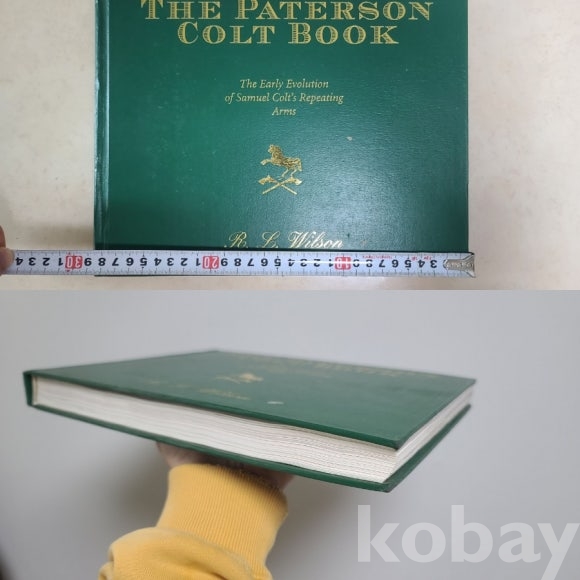 THE PATERSON
COLT BOOK
The Early Evolution
of Samuel Colt's Repeating
Arms
R. L. Wilson
kobay